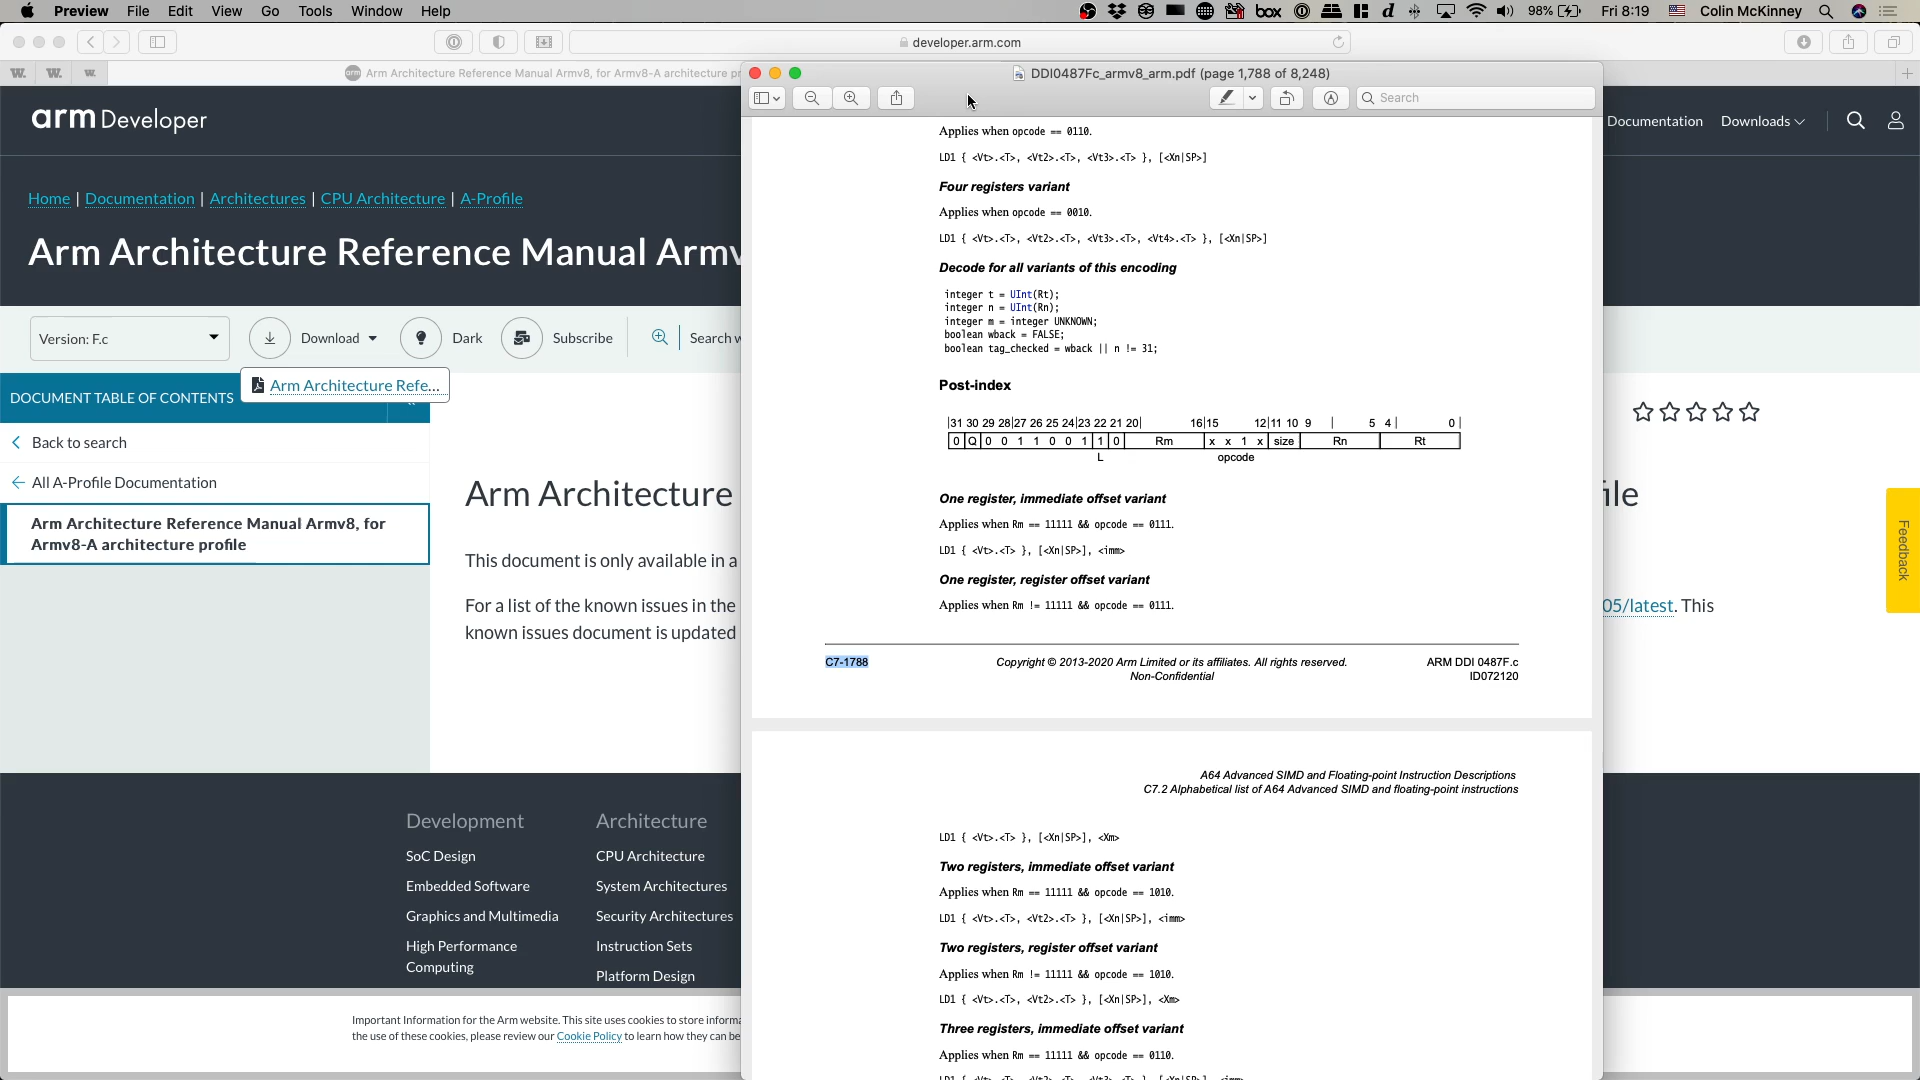 Preview File Edit View Go Tools Window Help
box
98%
Fri 8:19
Colin McKinney
developer.arm.com
W. W. W.
arm Arm Architecture Reference Manual Armv8, for Armv8-A architecture pr
DDI0487Fc_armv8_arm.pdf (page 1,788 of 8,248)
Search
arm Developer
Documentation Downloads
Home | Documentation | Architectures | CPU Architecture | A-Profile
Arm Architecture Reference Manual Armv
Version: F.c
Download
Dark
Subscribe
Search w
Arm Architecture Refe...
DOCUMENT TABLE OF CONTENTS
Back to search
All A-Profile Documentation
Arm Architecture Reference Manual Armv8, for
Armv8-A architecture profile
Arm Architecture
ile
This document is only available in a
For a list of the known issues in the
05/latest. This
known issues document is updated
Feedback
Applies when opcode == 0110.
LD1 { <Vt>.<T>, <Vt2>.<T>, <Vt3>.<T> }, [<Xn|SP>]
Four registers variant
Applies when opcode == 0010.
LD1 { <Vt>.<T>, <Vt2>.<T>, <Vt3>.<T>, <Vt4>.<T> }, [<Xn|SP>]
Decode for all variants of this encoding
integer t = UInt(Rt);
integer n = UInt(Rn);
integer m = integer UNKNOWN;
boolean wback = FALSE;
boolean tag_checked = wback || n != 31;
Post-index
|31 30 29 28|27 26 25 24|23 22 21 20| 16|15 12|11 10 9 | 5 4| 0|
0 Q 0 0 1 1 0 0 1 1 0 Rm x x 1 x size Rn Rt
L opcode
One register, immediate offset variant
Applies when Rm == 11111 && opcode == 0111.
LD1 { <Vt>.<T> }, [<Xn|SP>], <imm>
One register, register offset variant
Applies when Rm != 11111 && opcode == 0111.
C7-1788
Copyright © 2013-2020 Arm Limited or its affiliates. All rights reserved.
ARM DDI 0487F.c
Non-Confidential
ID072120
A64 Advanced SIMD and Floating-point Instruction Descriptions
C7.2 Alphabetical list of A64 Advanced SIMD and floating-point instructions
LD1 { <Vt>.<T> }, [<Xn|SP>], <Xm>
Two registers, immediate offset variant
Applies when Rm == 11111 && opcode == 1010.
LD1 { <Vt>.<T>, <Vt2>.<T> }, [<Xn|SP>], <imm>
Two registers, register offset variant
Applies when Rm != 11111 && opcode == 1010.
LD1 { <Vt>.<T>, <Vt2>.<T> }, [<Xn|SP>], <Xm>
Three registers, immediate offset variant
Applies when Rm == 11111 && opcode == 0110.
LD1 { <Vt>.<T>, <Vt2>.<T>, <Vt3>.<T> }, [<Xn|SP>], <imm>
Development
SoC Design
Embedded Software
Graphics and Multimedia
High Performance
Computing
Architecture
CPU Architecture
System Architectures
Security Architectures
Instruction Sets
Platform Design
Important Information for the Arm website. This site uses cookies to store informa
the use of these cookies, please review our Cookie Policy to learn how they can be